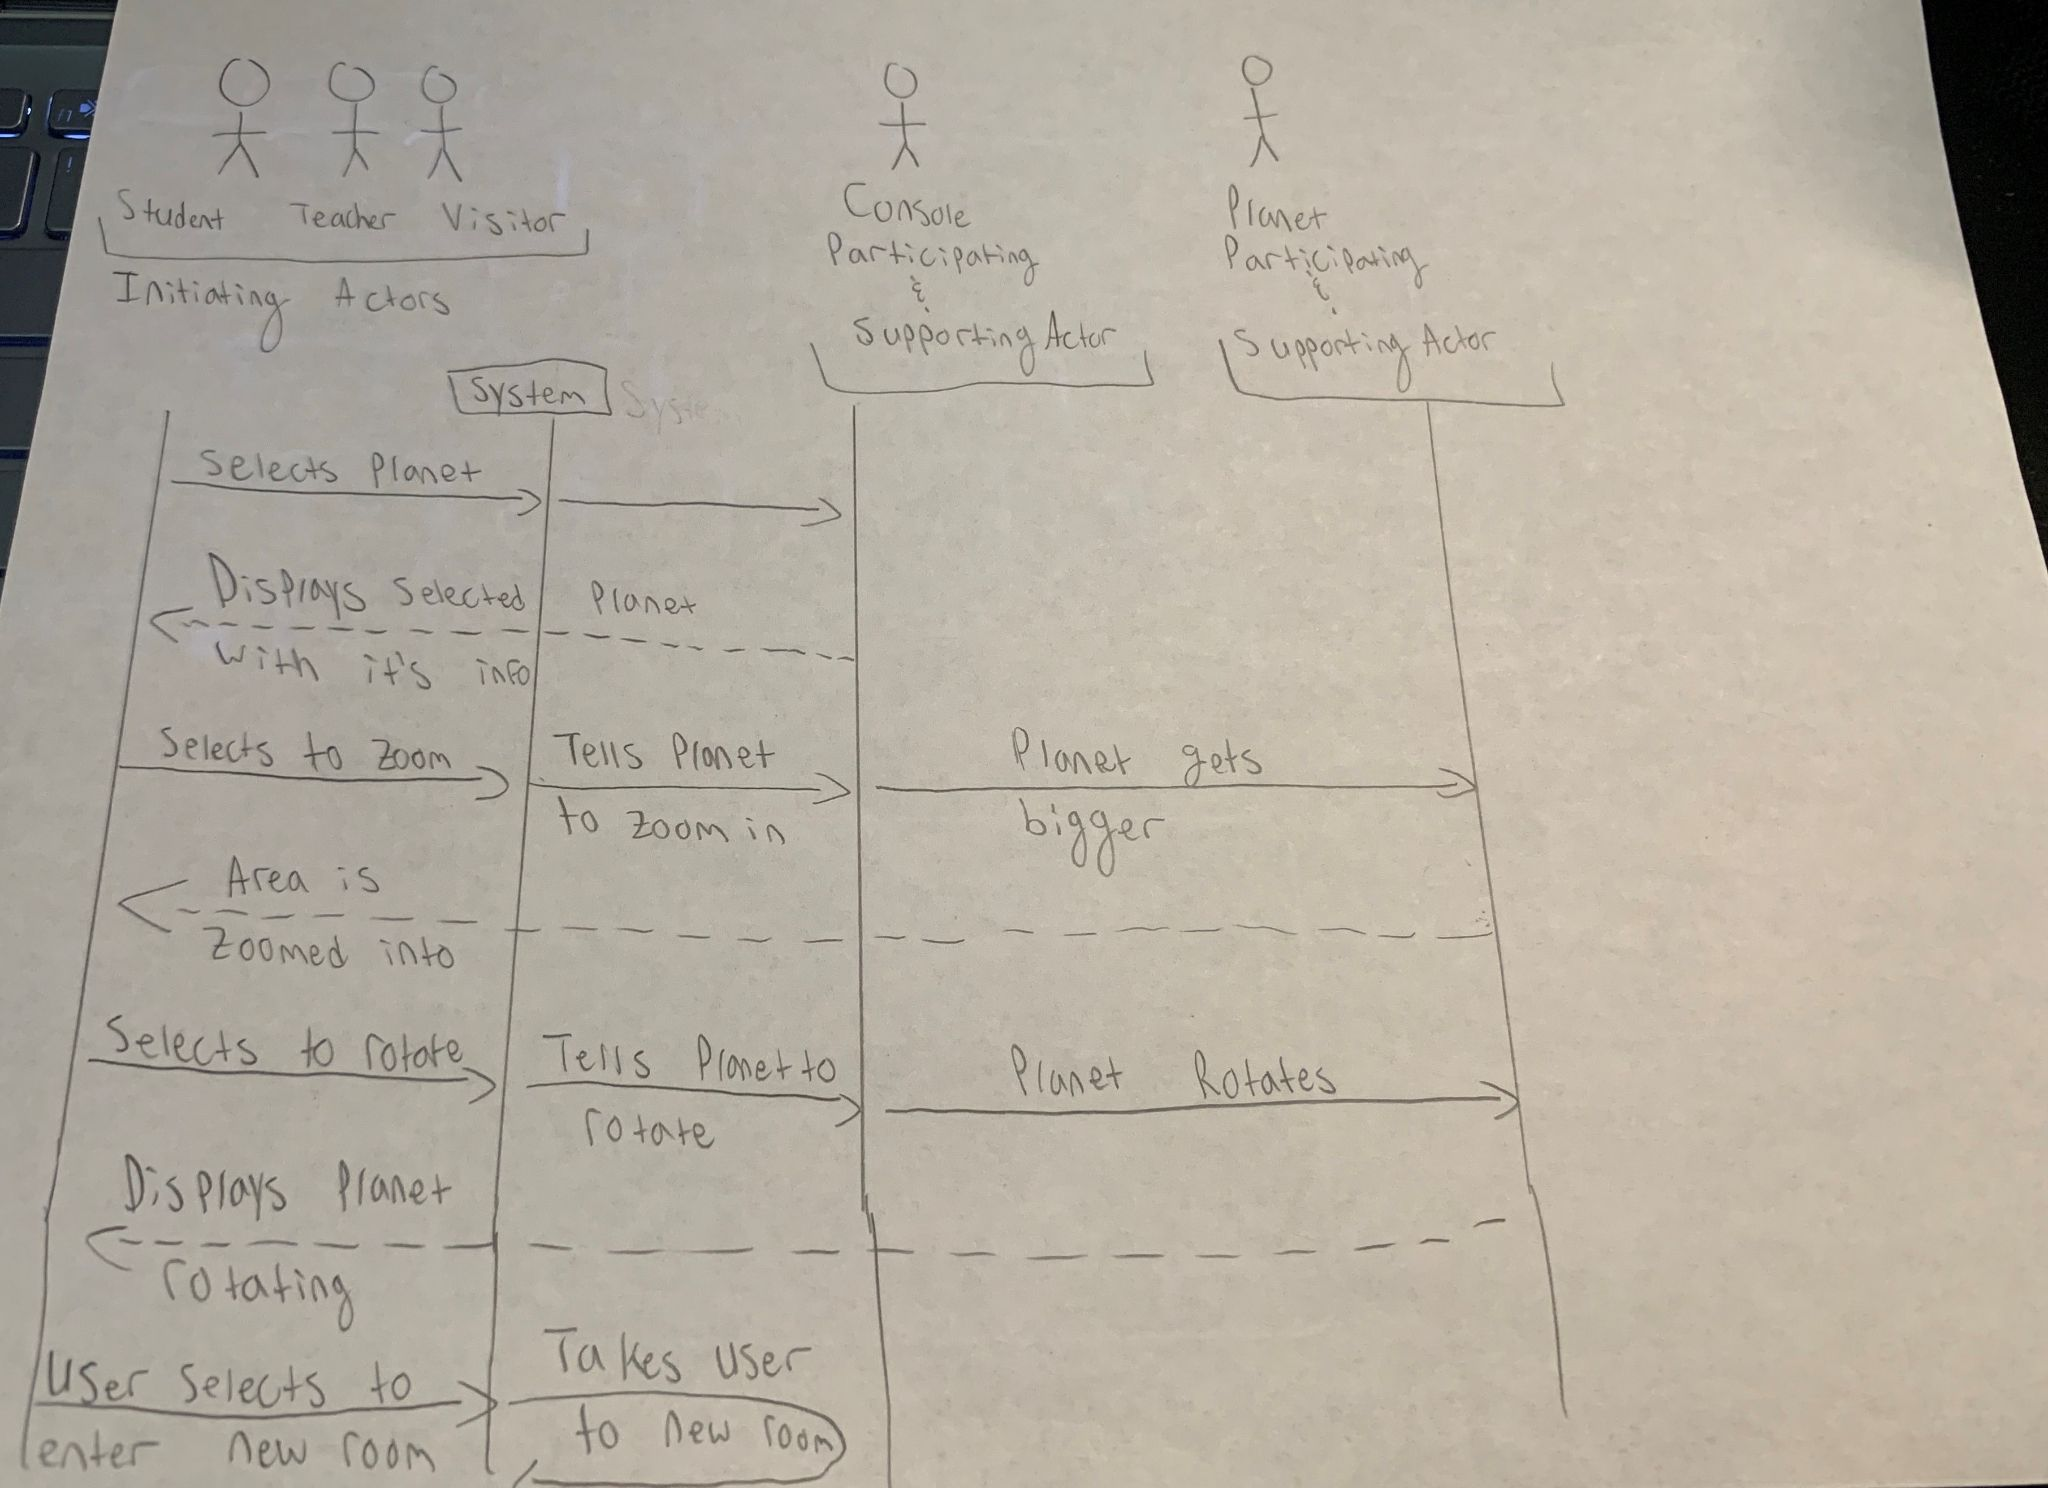 Student Teacher Visitor
Initiating Actors
Console
Participating
&
Supporting Actor
Planet
Participating
&
Supporting Actor
System
Syste
Selects Planet
Displays Selected Planet
with it's info
Selects to zoom
Tells Planet
to zoom in
Planet gets
bigger
Area is
Zoomed into
Selects to rotate
Tells Planet to
rotate
Planet Rotates
Displays Planet
rotating
User selects to
enter new room
Takes user
to new room